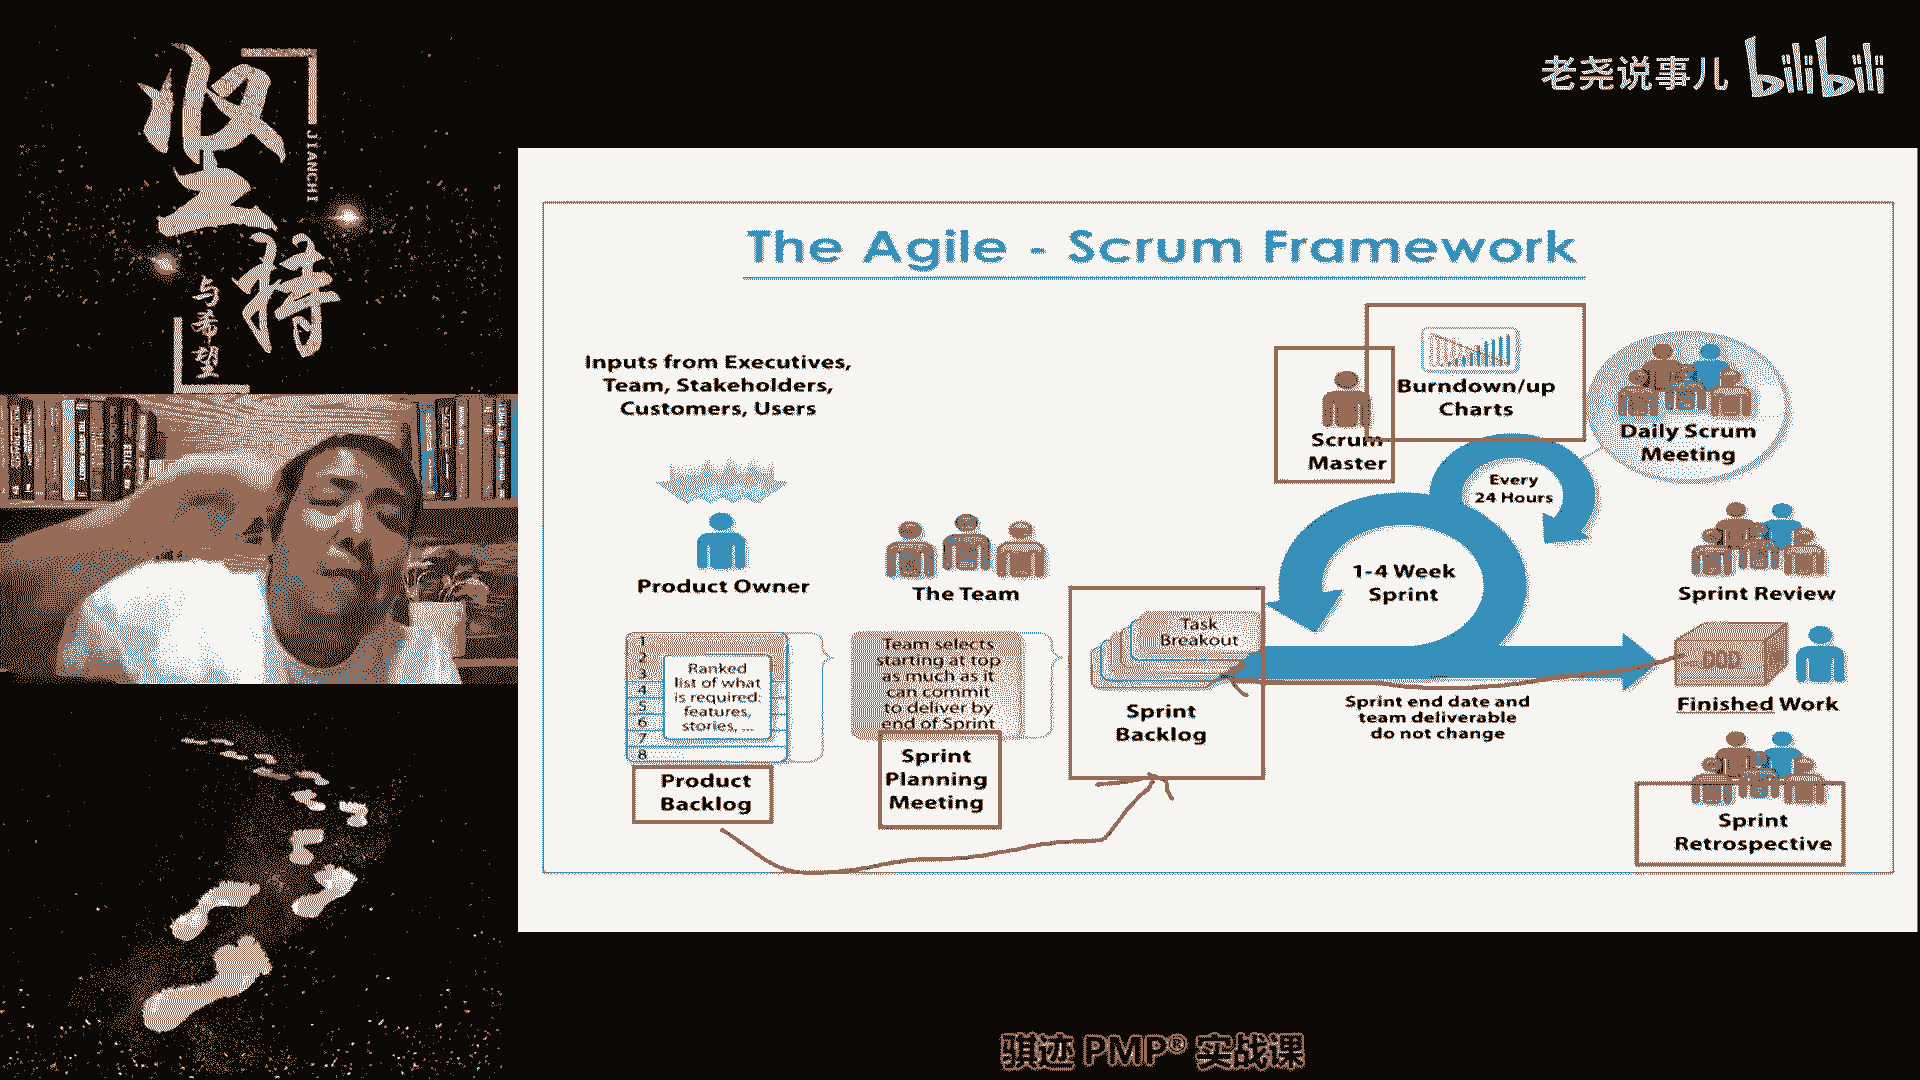 坚持
JIANCHI
与希望
老尧说事儿 bilibili
The Agile - Scrum Framework
Inputs from Executives,
Team, Stakeholders,
Customers, Users
Product Owner
The Team
1
2
3
4
5
6
7
8
Ranked
list of what
is required:
features,
stories, ...
Product
Backlog
Team selects
starting at top
as much as it
can commit
to deliver by
end of Sprint
Sprint
Planning
Meeting
Task
Breakout
Sprint
Backlog
Scrum
Master
Burndown/up
Charts
Every
24 Hours
Daily Scrum
Meeting
1-4 Week
Sprint
Sprint end date and
team deliverable
do not change
Sprint Review
DOD
Finished Work
Sprint
Retrospective
骐迹 PMP® 实战课